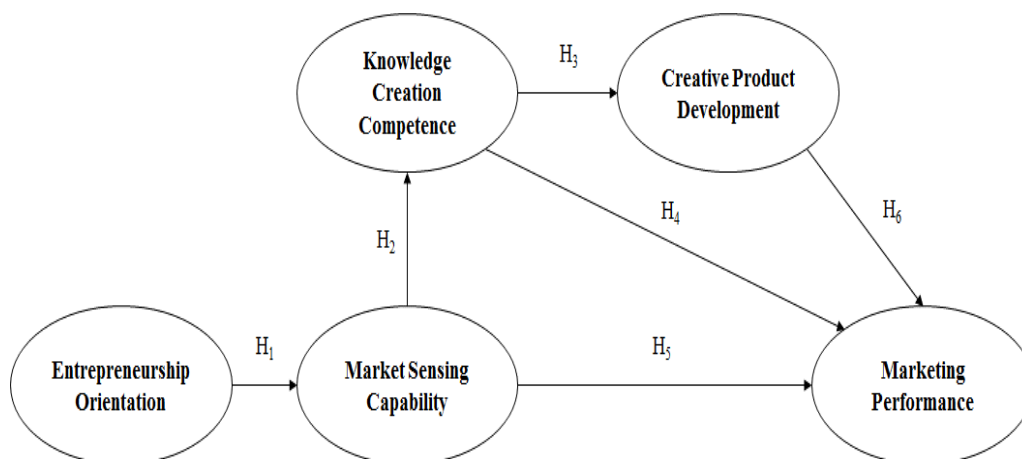 Knowledge
Creation
Competence
H₃
Creative Product
Development
H₂
H₄
H₆
Entrepreneurship
Orientation
H₁
Market Sensing
Capability
H₅
Marketing
Performance